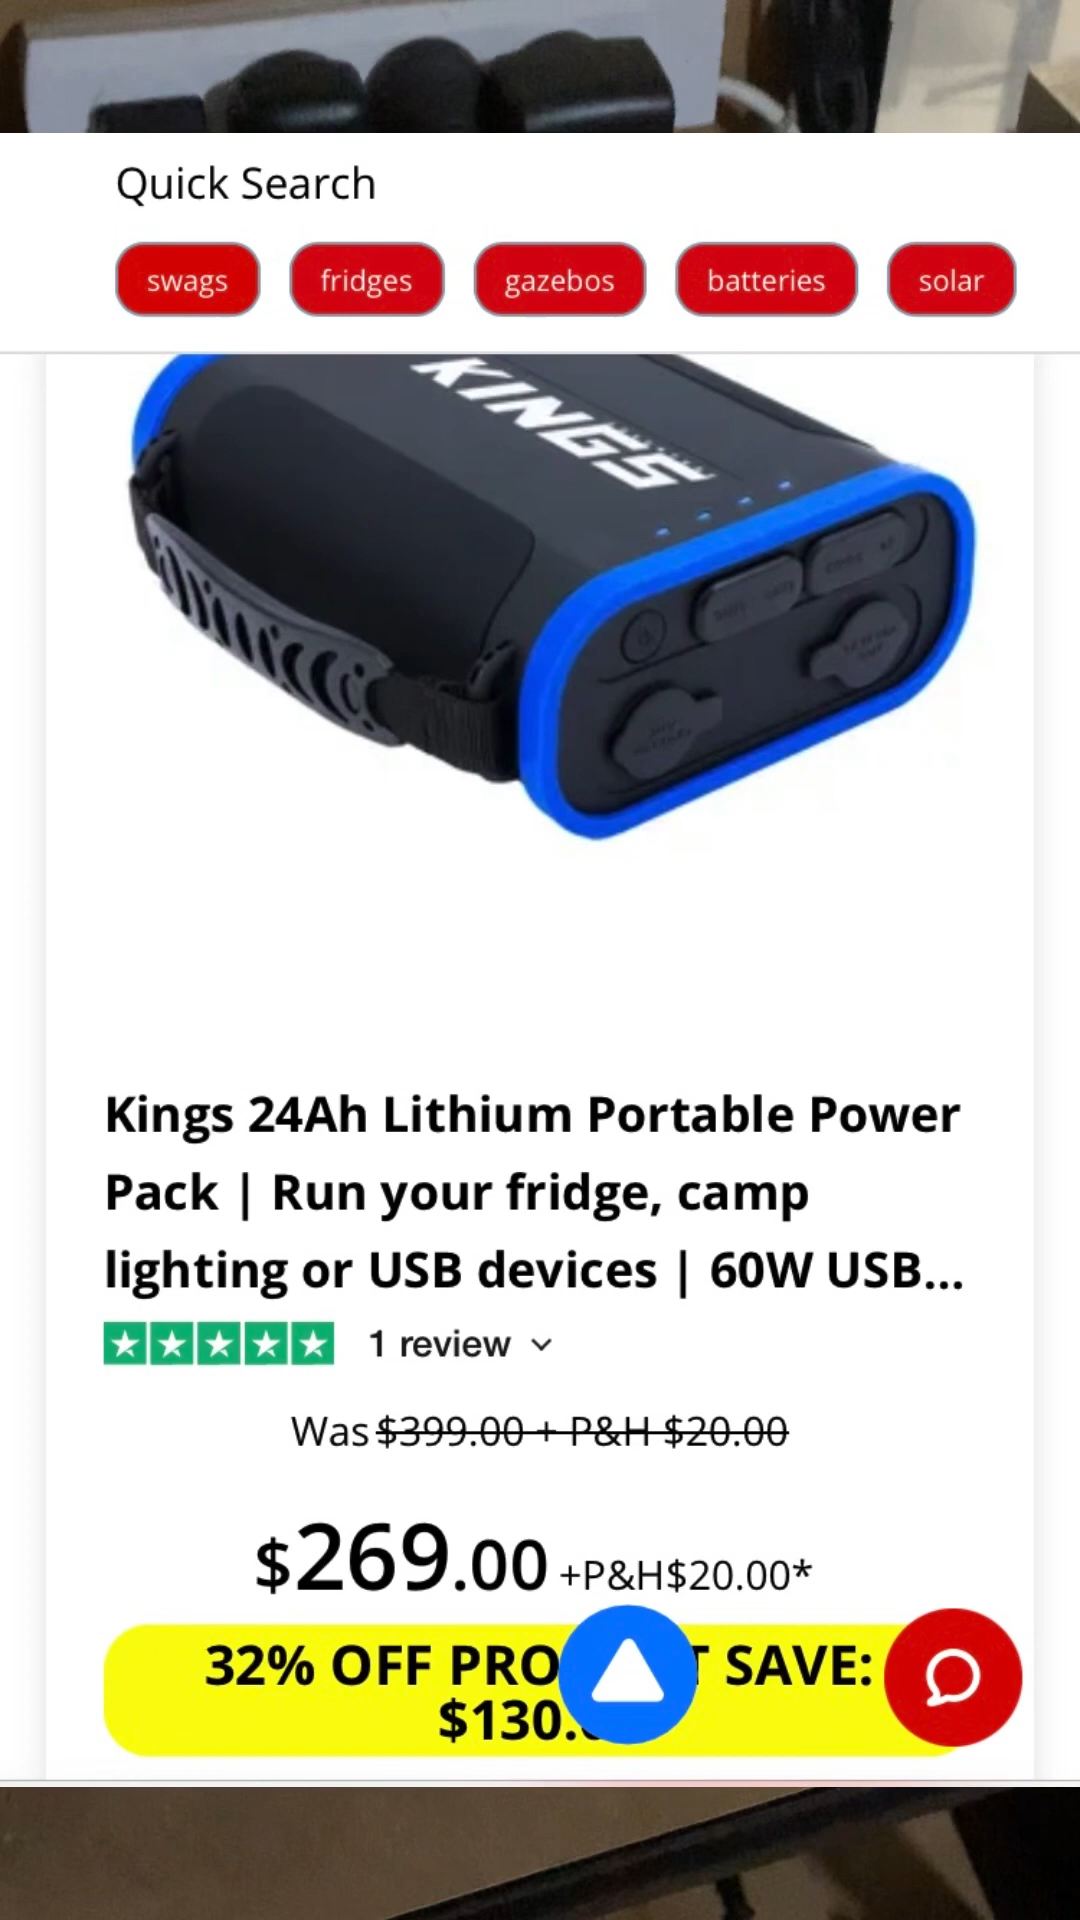 Quick Search
swags fridges gazebos batteries solar
KINGS
Kings 24Ah Lithium Portable Power
Pack | Run your fridge, camp
lighting or USB devices | 60W USB...
1 review
Was $399.00 + P&H $20.00
$269.00 +P&H$20.00*
32% OFF SAVE: